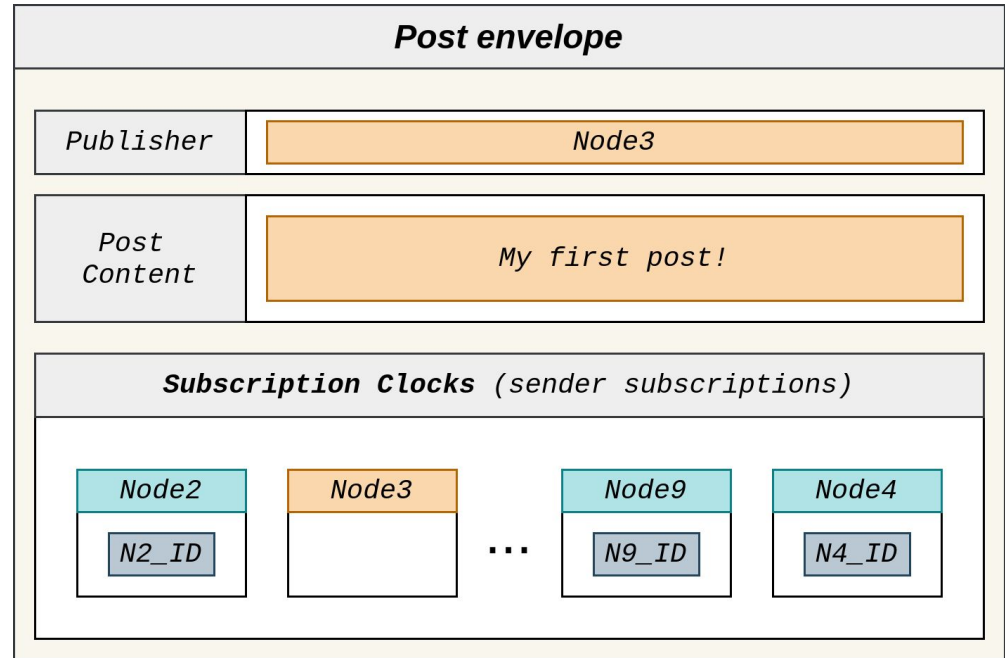 Post envelope
Publisher
Node3
Post
Content
My first post!
Subscription Clocks (sender subscriptions)
Node2
Node3
...
Node9
Node4
N2_ID
N9_ID
N4_ID